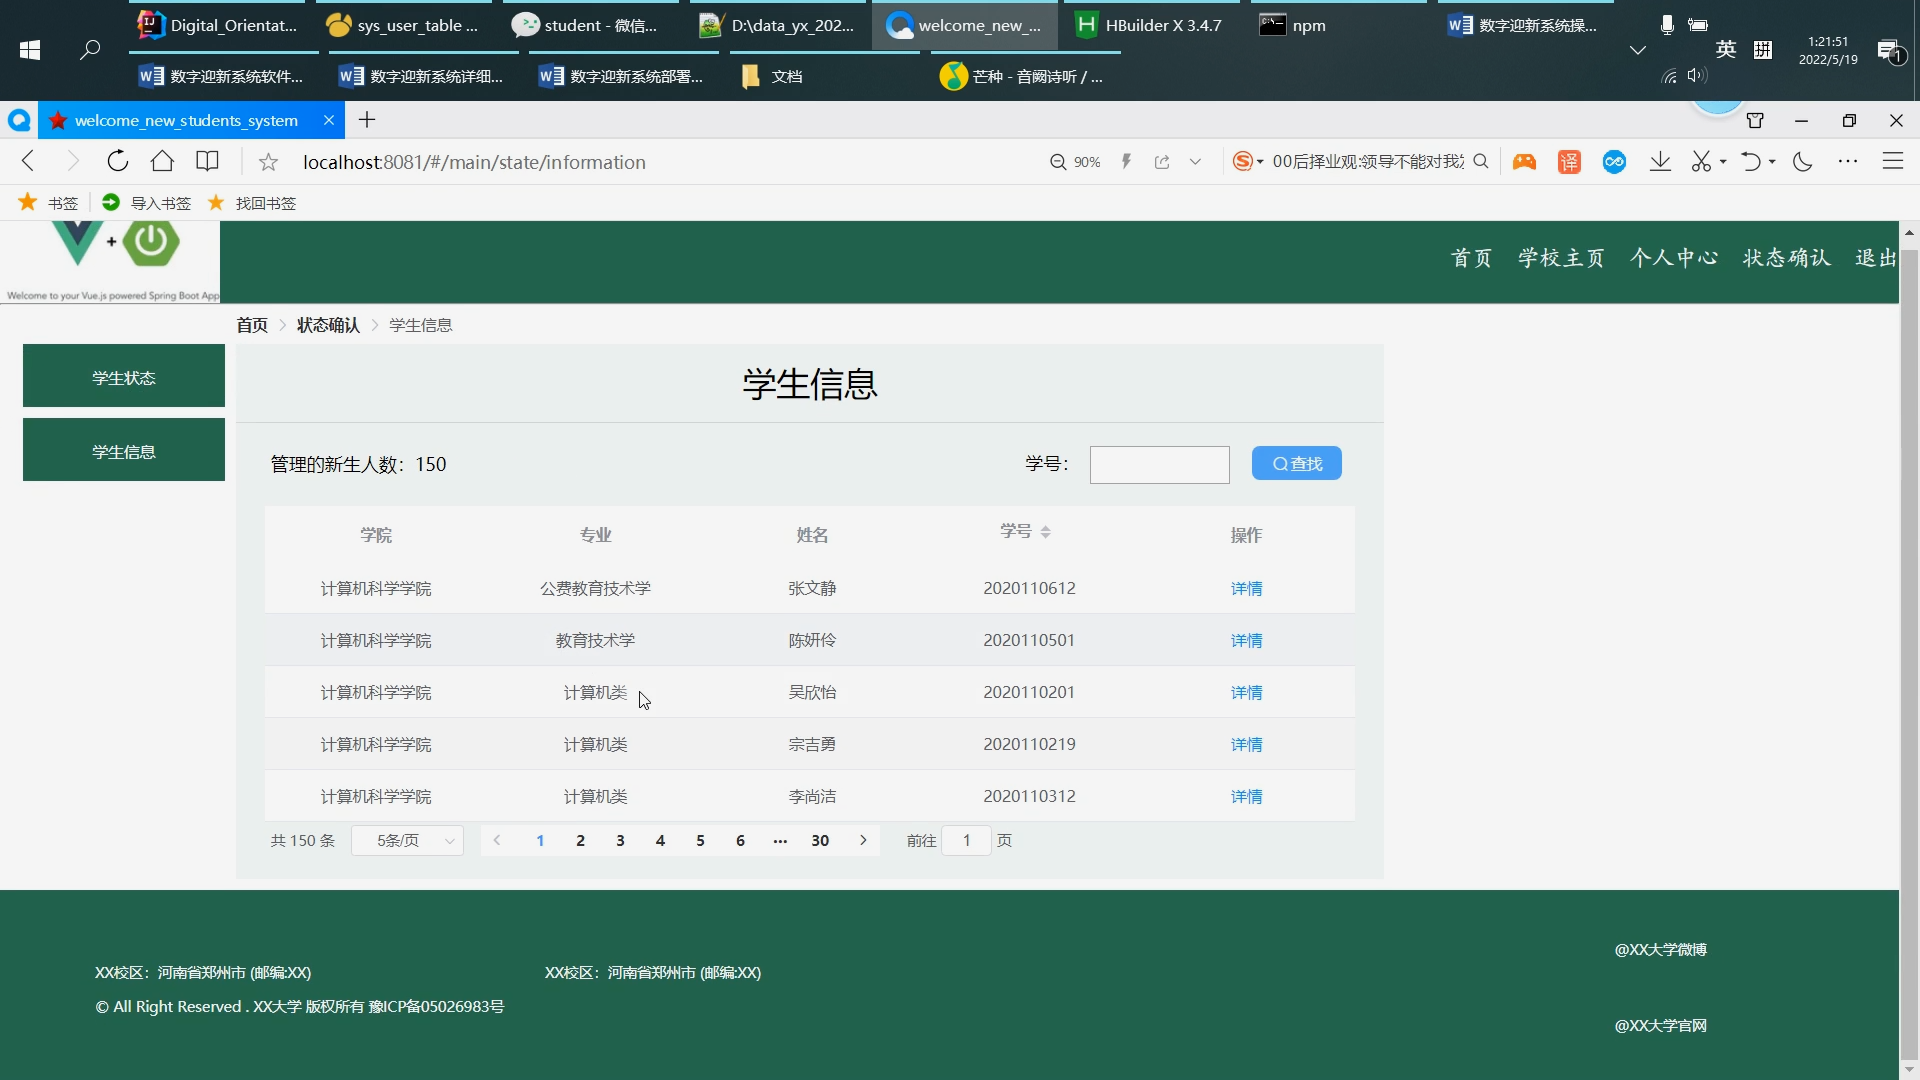 Digital_Orientat...
sys_user_table ...
student - 微信...
D:\data_yx_202...
welcome_new_...
HBuilder X 3.4.7
npm
数字迎新系统操...
英
拼
1:21:51
2022/5/19
1
数字迎新系统软件...
数字迎新系统详细...
数字迎新系统部署...
文档
芒种 - 音阙诗听 / ...
welcome_new_students_system
localhost:8081/#/main/state/information
90%
00后择业观:领导不能对我
译
书签
导入书签
找回书签
Welcome to your Vue.js powered Spring Boot App
首页 学校主页 个人中心 状态确认 退出
首页 > 状态确认 > 学生信息
学生状态
学生信息
学生信息
管理的新生人数：150
学号：
查找
学院 专业 姓名 学号 操作
计算机科学学院 公费教育技术学 张文静 2020110612 详情
计算机科学学院 教育技术学 陈妍伶 2020110501 详情
计算机科学学院 计算机类 吴欣怡 2020110201 详情
计算机科学学院 计算机类 宗吉勇 2020110219 详情
计算机科学学院 计算机类 李尚洁 2020110312 详情
共 150 条 5条/页 < 1 2 3 4 5 6 ... 30 > 前往 1 页
XX校区：河南省郑州市 (邮编:XX)
XX校区：河南省郑州市 (邮编:XX)
© All Right Reserved . XX大学 版权所有 豫ICP备05026983号
@XX大学微博
@XX大学官网